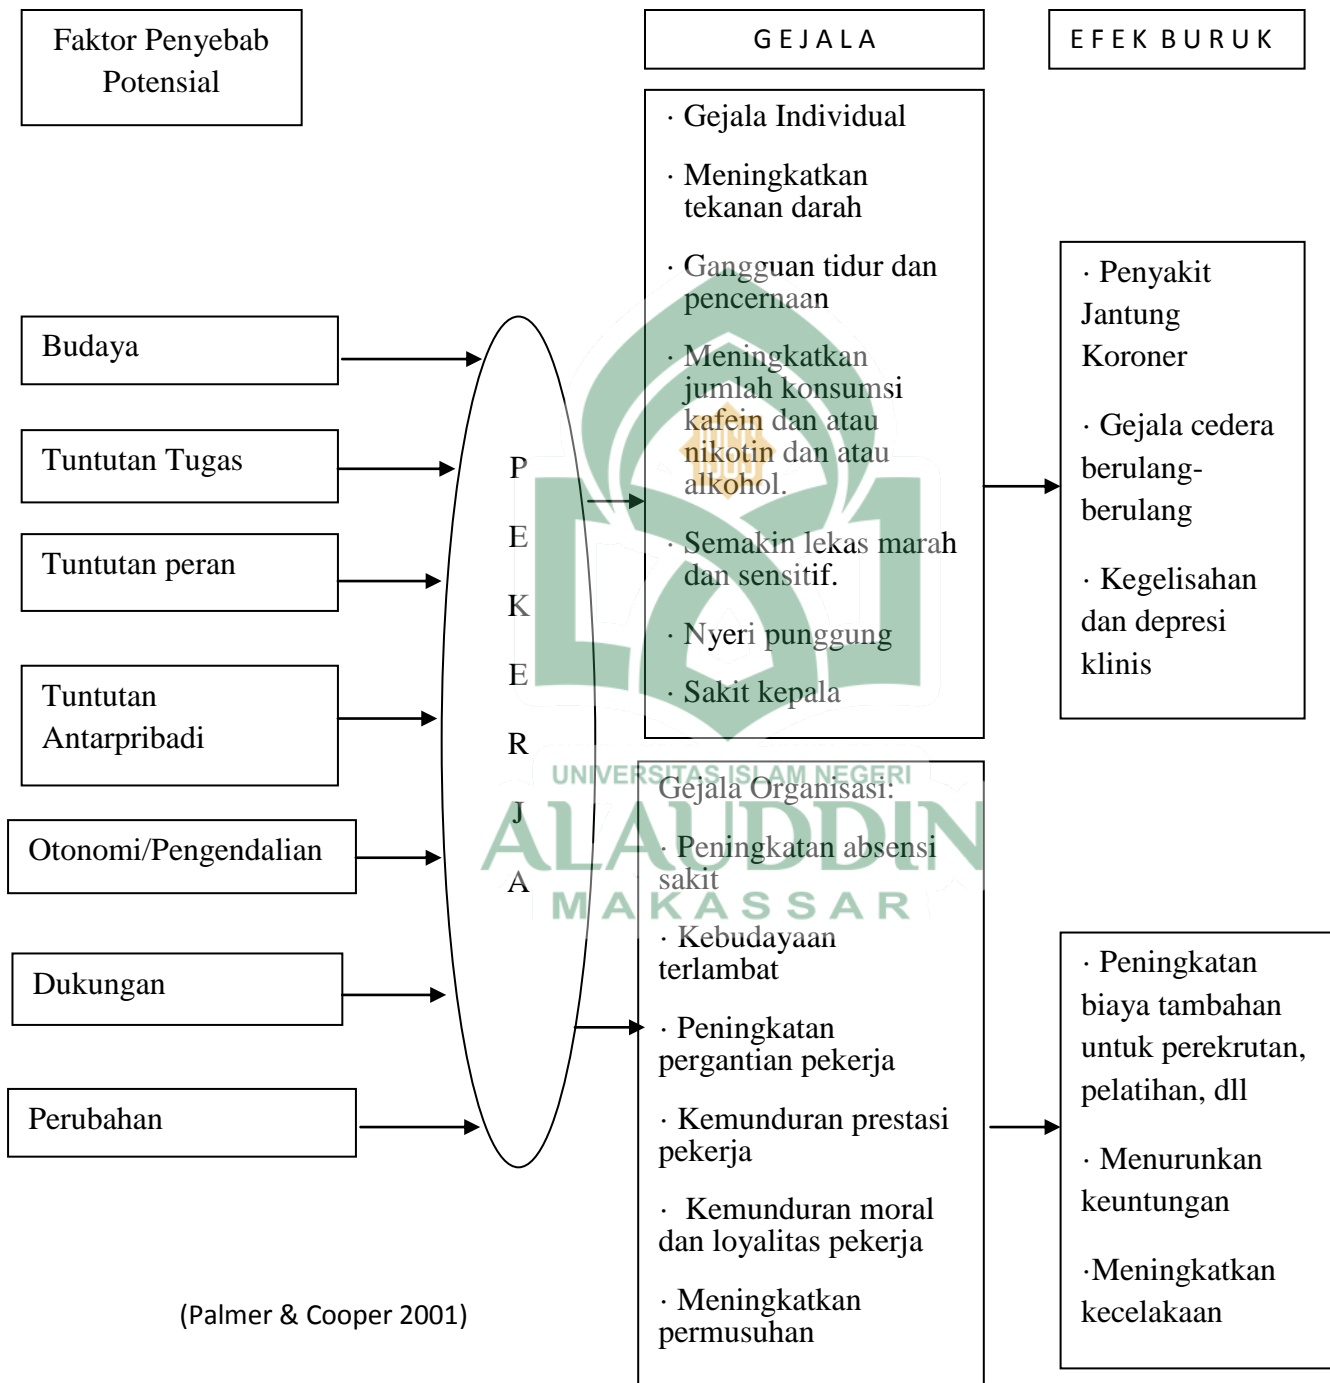 Faktor Penyebab
Potensial
G E J A L A
E F E K  B U R U K
Budaya
Tuntutan Tugas
Tuntutan peran
Tuntutan
Antarpribadi
Otonomi/Pengendalian
Dukungan
Perubahan
P
E
K
E
R
J
A
· Gejala Individual
· Meningkatkan
tekanan darah
· Gangguan tidur dan
pencernaan
· Meningkatkan
jumlah konsumsi
kafein dan atau
nikotin dan atau
alkohol.
· Semakin lekas marah
dan sensitif.
· Nyeri punggung
· Sakit kepala
Gejala Organisasi:
· Peningkatan absensi
sakit
· Kebudayaan
terlambat
· Peningkatan
pergantian pekerja
· Kemunduran prestasi
pekerja
· Kemunduran moral
dan loyalitas pekerja
· Meningkatkan
permusuhan
· Penyakit
Jantung
Koroner
· Gejala cedera
berulang-
berulang
· Kegelisahan
dan depresi
klinis
· Peningkatan
biaya tambahan
untuk perekrutan,
pelatihan, dll
· Menurunkan
keuntungan
·Meningkatkan
kecelakaan
(Palmer & Cooper 2001)
UNIVERSITAS ISLAM NEGERI
ALAUDDIN
MAKASSAR